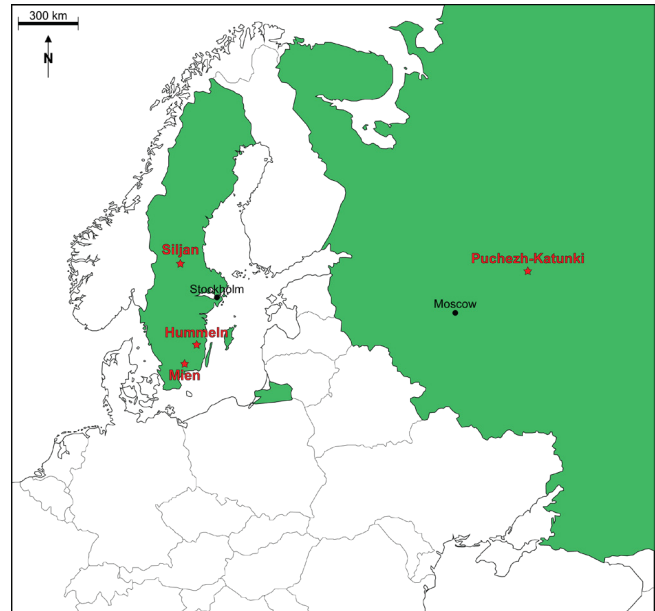 300 km
N
Siljan
Puchezh-Katunki
Stockholm
Moscow
Hummeln
Mien